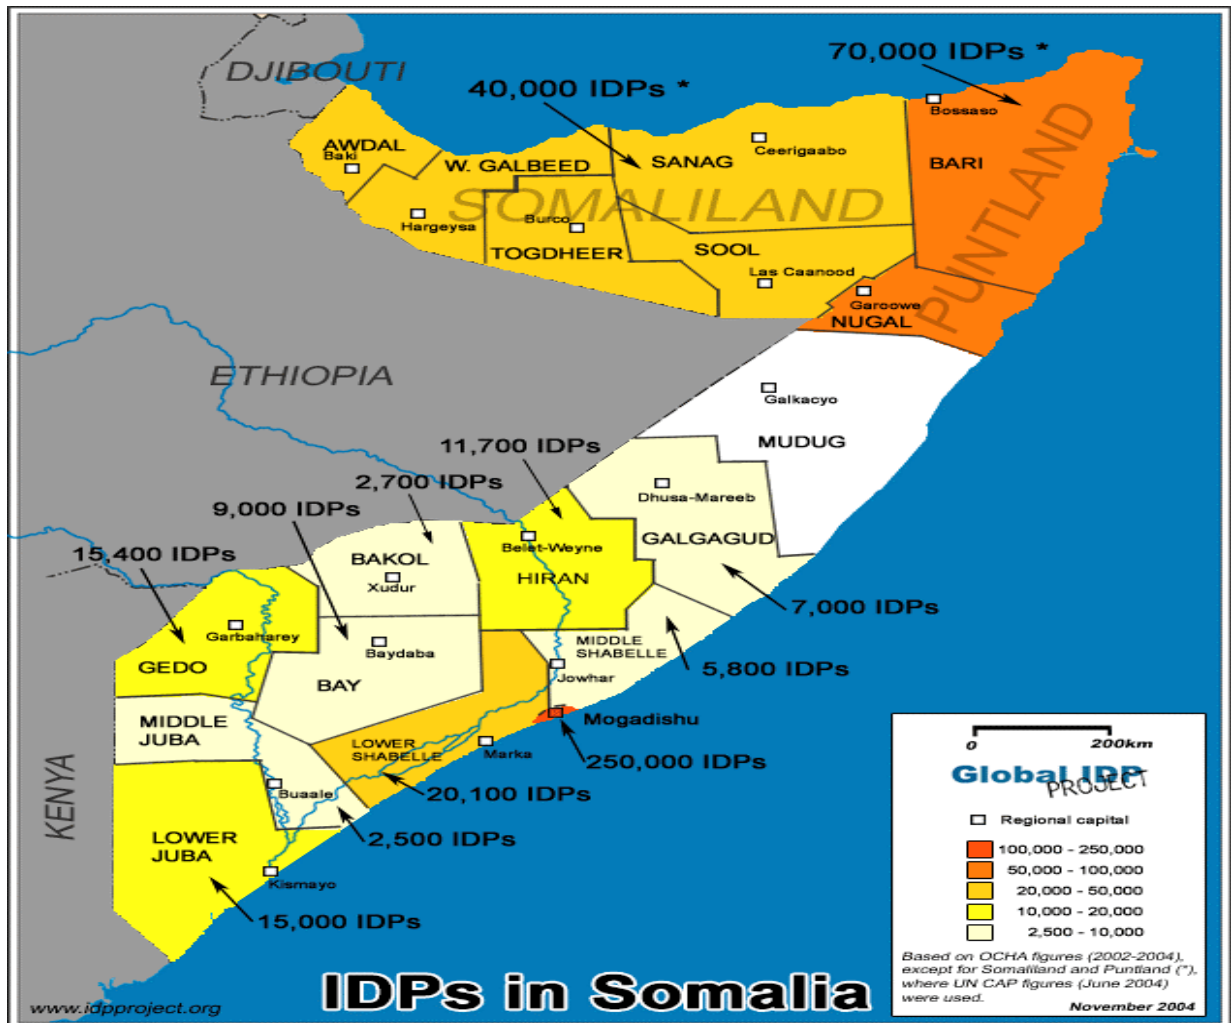 DJIBOUTI
70,000 IDPs *
40,000 IDPs *
Bossaso
AWDAL
Baki
W. GALBEED
SANAG
Ceerigaabo
BARI
SOMALILAND
PUNTLAND
Hargeysa
Burco
TOGDHEER
SOOL
Las Caanood
Garoowe
NUGAL
ETHIOPIA
Galkacyo
MUDUG
11,700 IDPs
2,700 IDPs
9,000 IDPs
15,400 IDPs
Dhusa-Mareeb
GALGAGUD
Belet-Weyne
HIRAN
BAKOL
Xudur
7,000 IDPs
Garbaharey
GEDO
Baydaba
BAY
MIDDLE
SHABELLE
Jowhar
5,800 IDPs
MIDDLE
JUBA
LOWER
SHABELLE
Marka
Mogadishu
250,000 IDPs
KENYA
Buaale
20,100 IDPs
2,500 IDPs
LOWER
JUBA
Kismayo
15,000 IDPs
0 200km
Global IDP
PROJECT
Regional capital
100,000 - 250,000
50,000 - 100,000
20,000 - 50,000
10,000 - 20,000
2,500 - 10,000
Based on OCHA figures (2002-2004),
except for Somaliland and Puntland (*),
where UN CAP figures (June 2004)
were used.
November 2004
IDPs in Somalia
www.idpproject.org